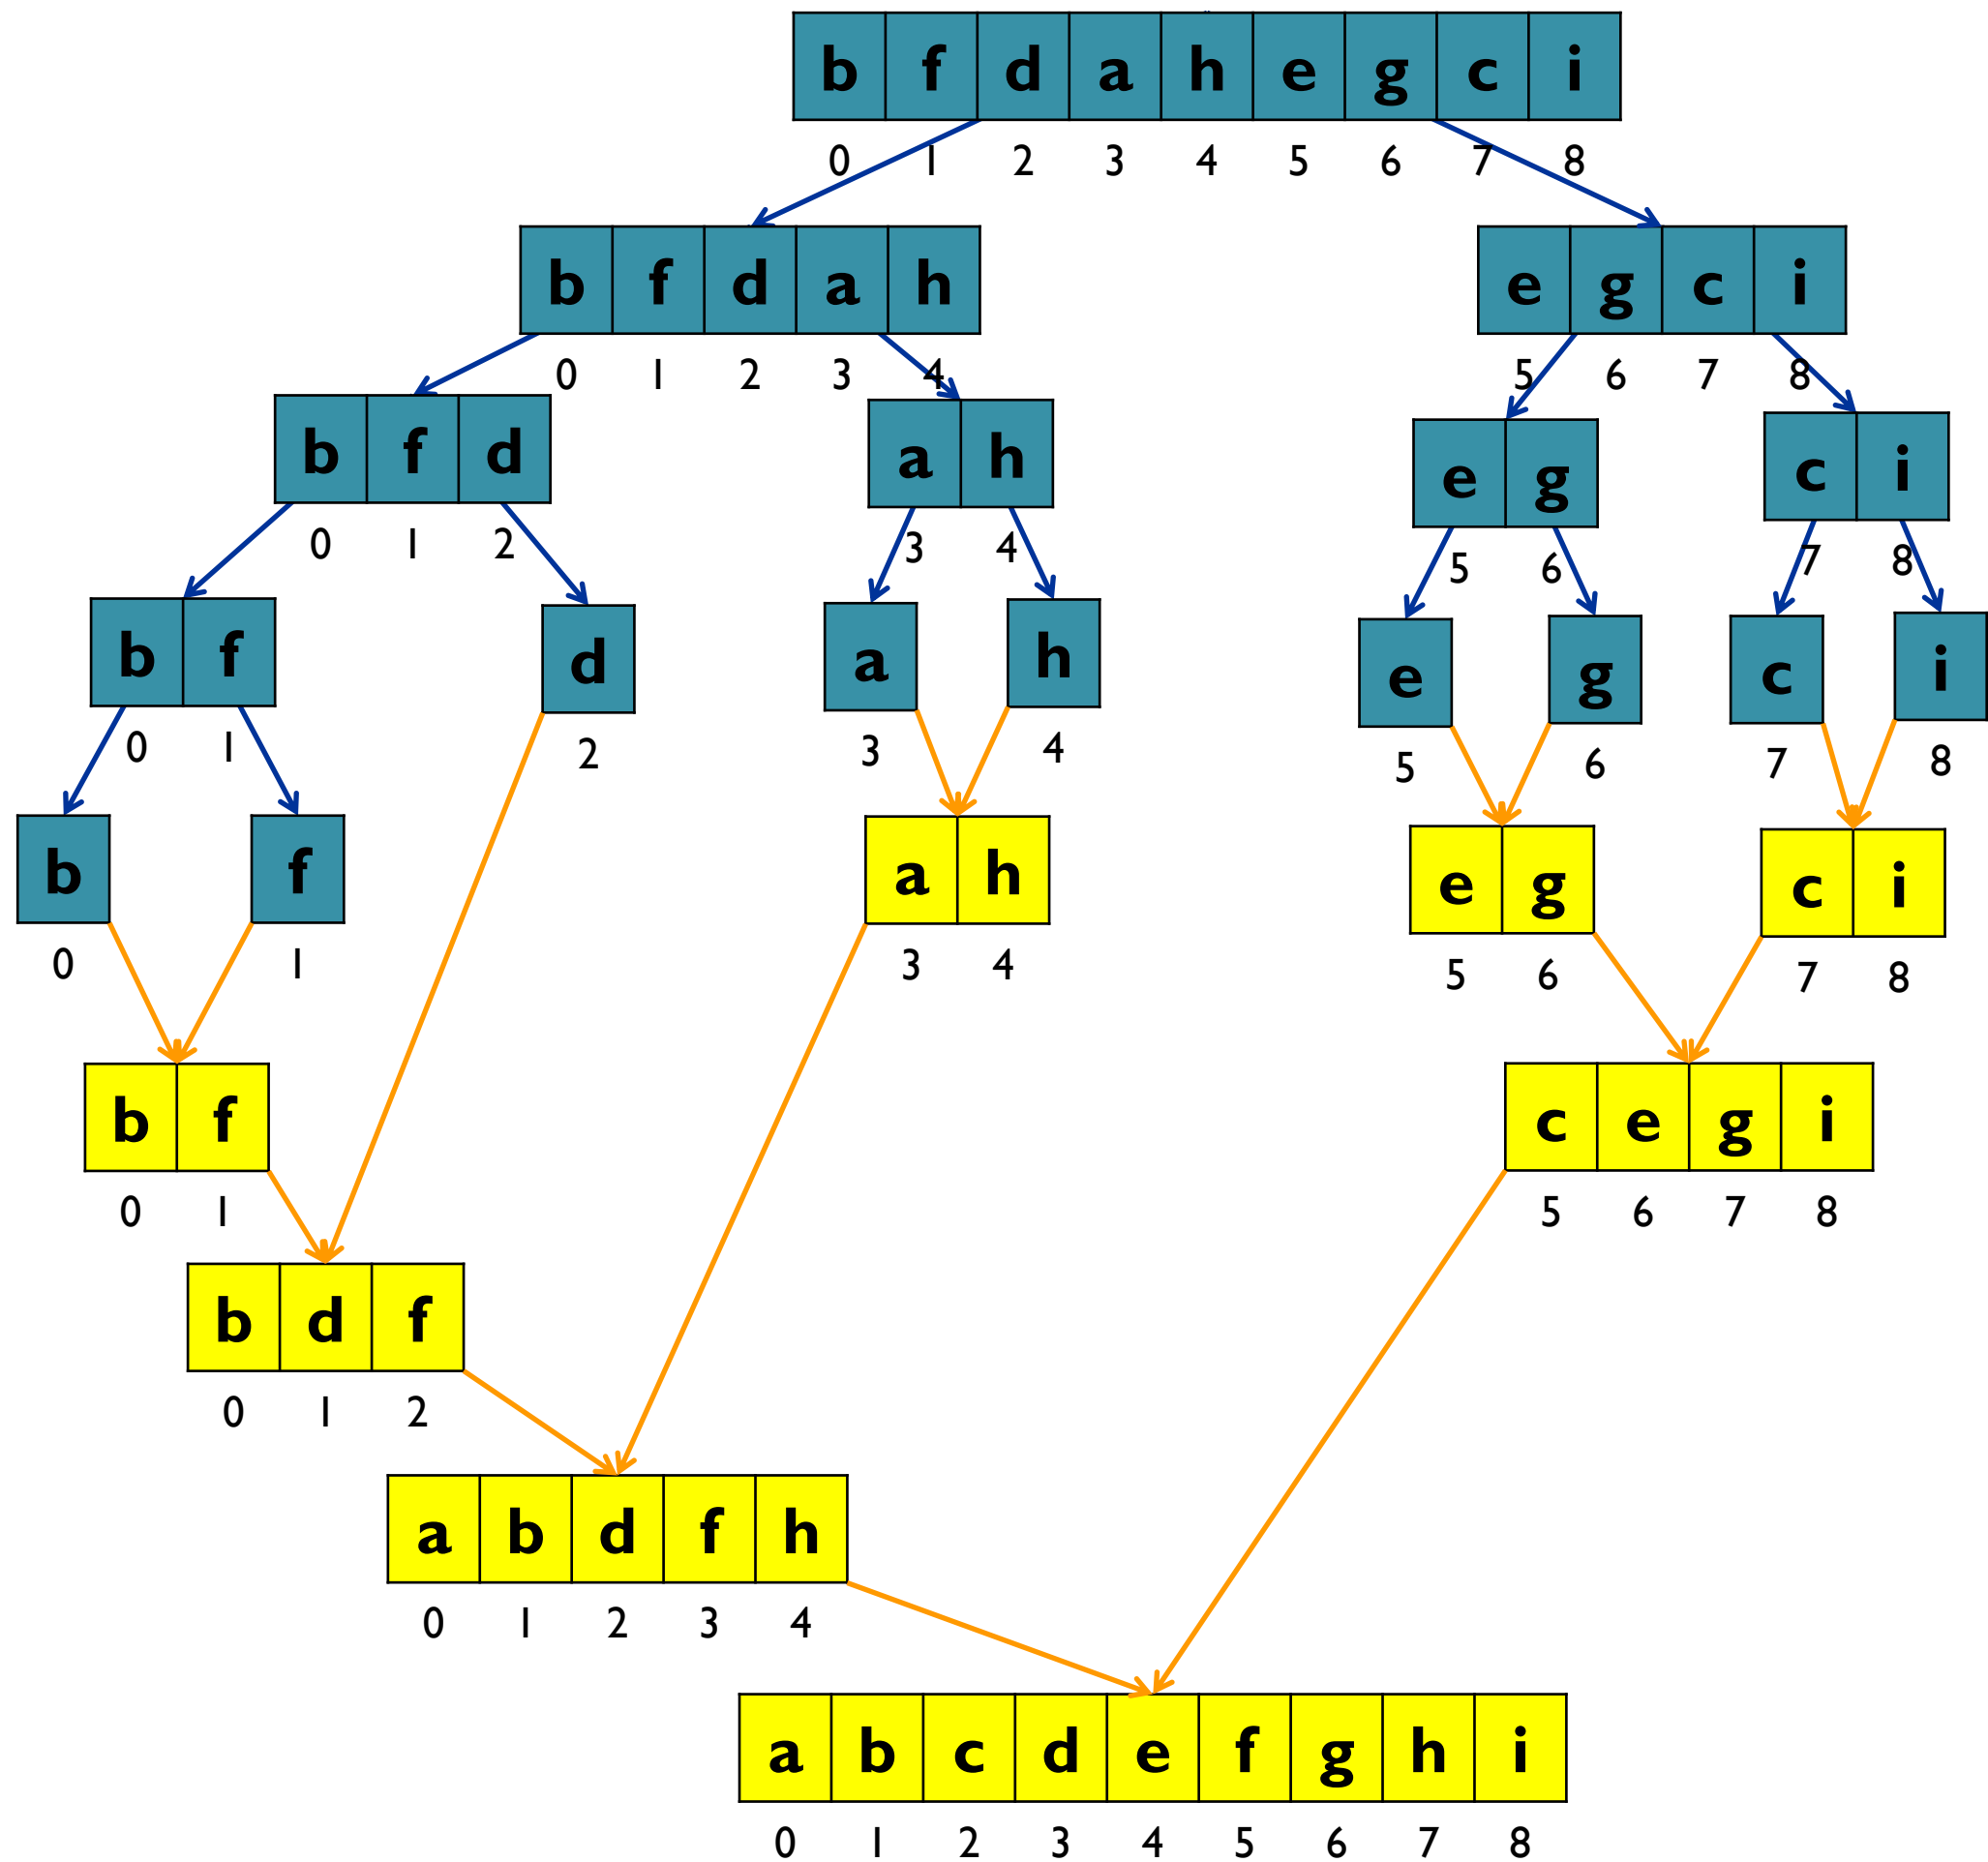 b f d a h e g c i
0 1 2 3 4 5 6 7 8
b f d a h
0 1 2 3 4
e g c i
5 6 7 8
b f d
0 1 2
a h
3 4
e g
5 6
c i
7 8
b f
0 1
d
2
a
3
h
4
e
5
g
6
c
7
i
8
b
0
f
1
a h
3 4
e g
5 6
c i
7 8
b f
0 1
c e g i
5 6 7 8
b d f
0 1 2
a b d f h
0 1 2 3 4
a b c d e f g h i
0 1 2 3 4 5 6 7 8